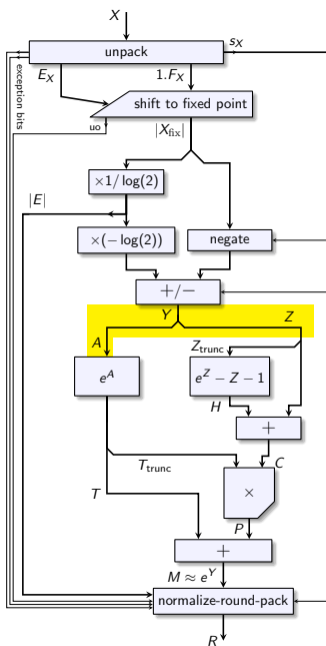 X
unpack
s_X
E_X
1.F_X
exception bits
shift to fixed point
uo
|X_fix|
×1/log(2)
|E|
×(−log(2))
negate
+/−
Y
Z
A
Z_trunc
e^A
e^Z − Z − 1
H
+
T_trunc
C
T
×
P
+
M ≈ e^Y
normalize-round-pack
R